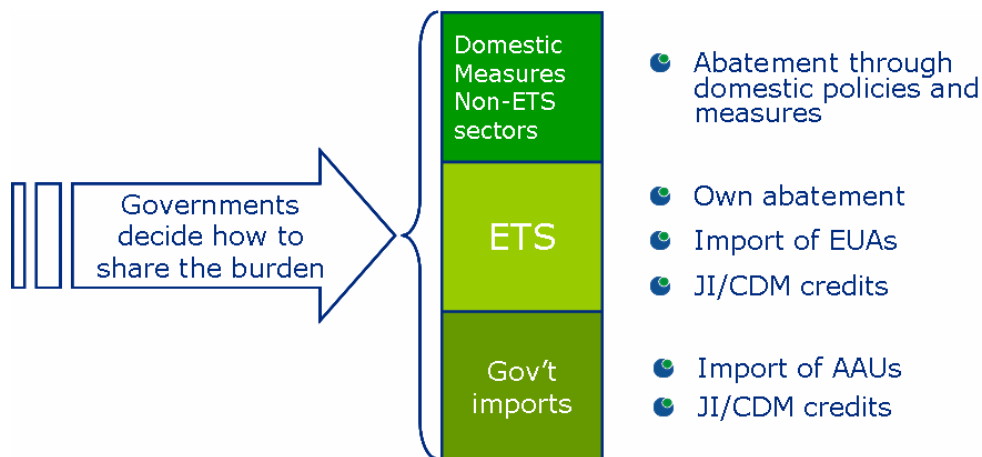 Governments
decide how to
share the burden
Domestic
Measures
Non-ETS
sectors
Abatement through
domestic policies and
measures
ETS
Own abatement
Import of EUAs
JI/CDM credits
Gov't
imports
Import of AAUs
JI/CDM credits